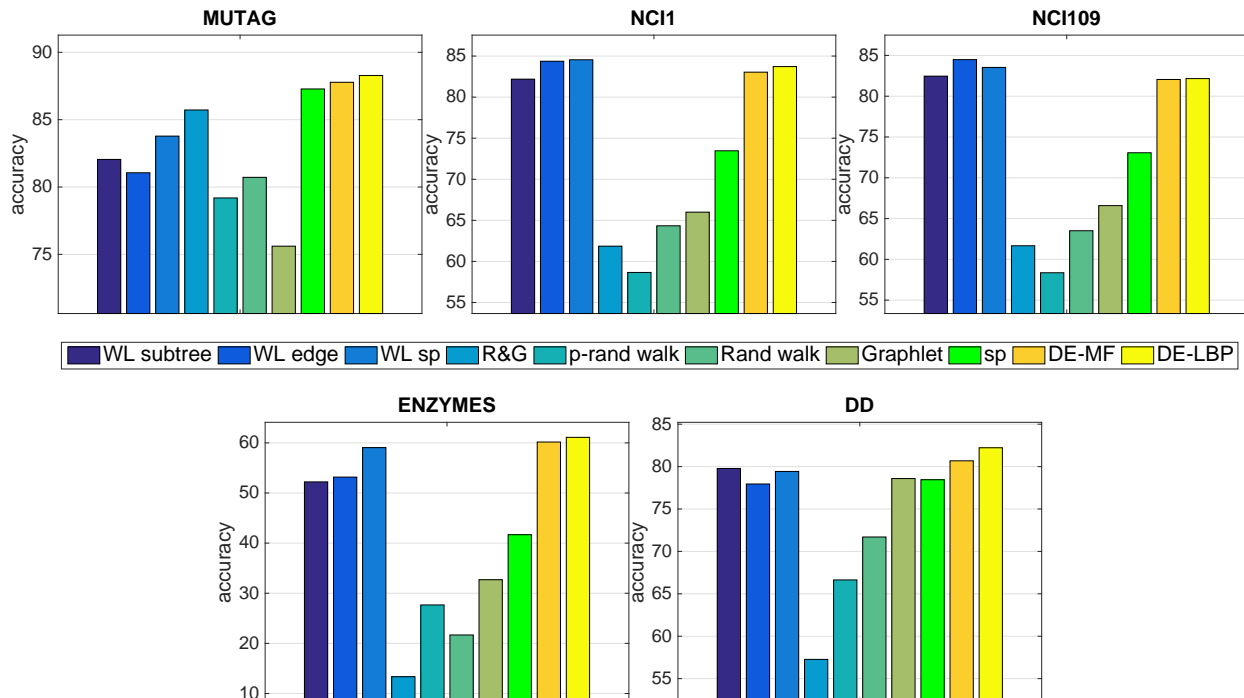 MUTAG
90
85
80
75
accuracy
NCI1
85
80
75
70
65
60
55
accuracy
NCI109
85
80
75
70
65
60
55
accuracy
WL subtree WL edge WL sp R&G p-rand walk Rand walk Graphlet sp DE-MF DE-LBP
ENZYMES
60
50
40
30
20
10
accuracy
DD
85
80
75
70
65
60
55
accuracy